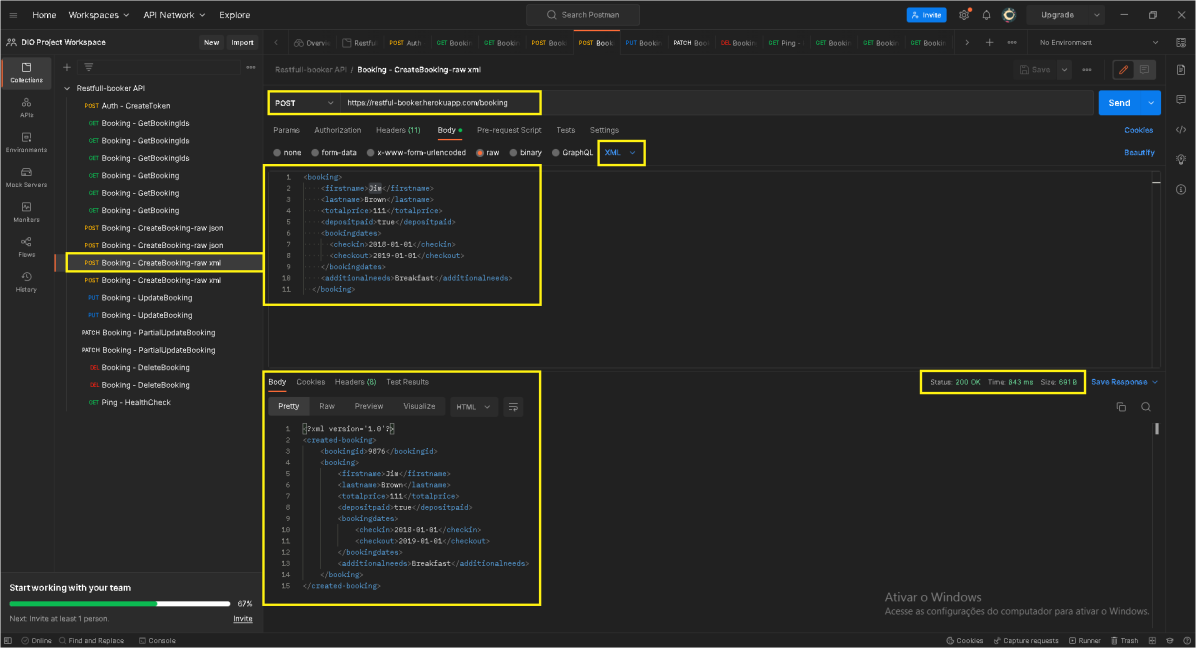 Home Workspaces API Network Explore Search Postman Invite Upgrade
DIO Project Workspace New Import
Overvie Restful POST Auth GET Bookin GET Bookin POST Book POST Book PUT Bookin PATCH Book DEL Bookin GET Ping - GET Bookin GET Bookin GET Bookin No Environment
Collections
APIs
Environments
Mock Servers
Monitors
Flows
History
Restfull-booker API
POST Auth - CreateToken
GET Booking - GetBookingIds
GET Booking - GetBookingIds
GET Booking - GetBookingIds
GET Booking - GetBooking
GET Booking - GetBooking
GET Booking - GetBooking
POST Booking - CreateBooking-raw json
POST Booking - CreateBooking-raw json
POST Booking - CreateBooking-raw xml
POST Booking - CreateBooking-raw xml
PUT Booking - UpdateBooking
PUT Booking - UpdateBooking
PATCH Booking - PartialUpdateBooking
PATCH Booking - PartialUpdateBooking
DEL Booking - DeleteBooking
DEL Booking - DeleteBooking
GET Ping - HealthCheck
Start working with your team
67%
Next: Invite at least 1 person. Invite
Restfull-booker API / Booking - CreateBooking-raw xml Save
POST https://restful-booker.herokuapp.com/booking Send
Params Authorization Headers (11) Body Pre-request Script Tests Settings Cookies
none form-data x-www-form-urlencoded raw binary GraphQL XML Beautify
1 <booking>
2 <firstname>Jim</firstname>
3 <lastname>Brown</lastname>
4 <totalprice>111</totalprice>
5 <depositpaid>true</depositpaid>
6 <bookingdates>
7 <checkin>2018-01-01</checkin>
8 <checkout>2019-01-01</checkout>
9 </bookingdates>
10 <additionalneeds>Breakfast</additionalneeds>
11 </booking>
Body Cookies Headers (8) Test Results Status: 200 OK Time: 943 ms Size: 691 B Save Response
Pretty Raw Preview Visualize HTML
1 <?xml version='1.0'?>
2 <created-booking>
3 <bookingid>9876</bookingid>
4 <booking>
5 <firstname>Jim</firstname>
6 <lastname>Brown</lastname>
7 <totalprice>111</totalprice>
8 <depositpaid>true</depositpaid>
9 <bookingdates>
10 <checkin>2018-01-01</checkin>
11 <checkout>2019-01-01</checkout>
12 </bookingdates>
13 <additionalneeds>Breakfast</additionalneeds>
14 </booking>
15 </created-booking>
Ativar o Windows
Acesse as configurações do computador para ativar o Windows.
Online Find and Replace Console Cookies Capture requests Runner Trash